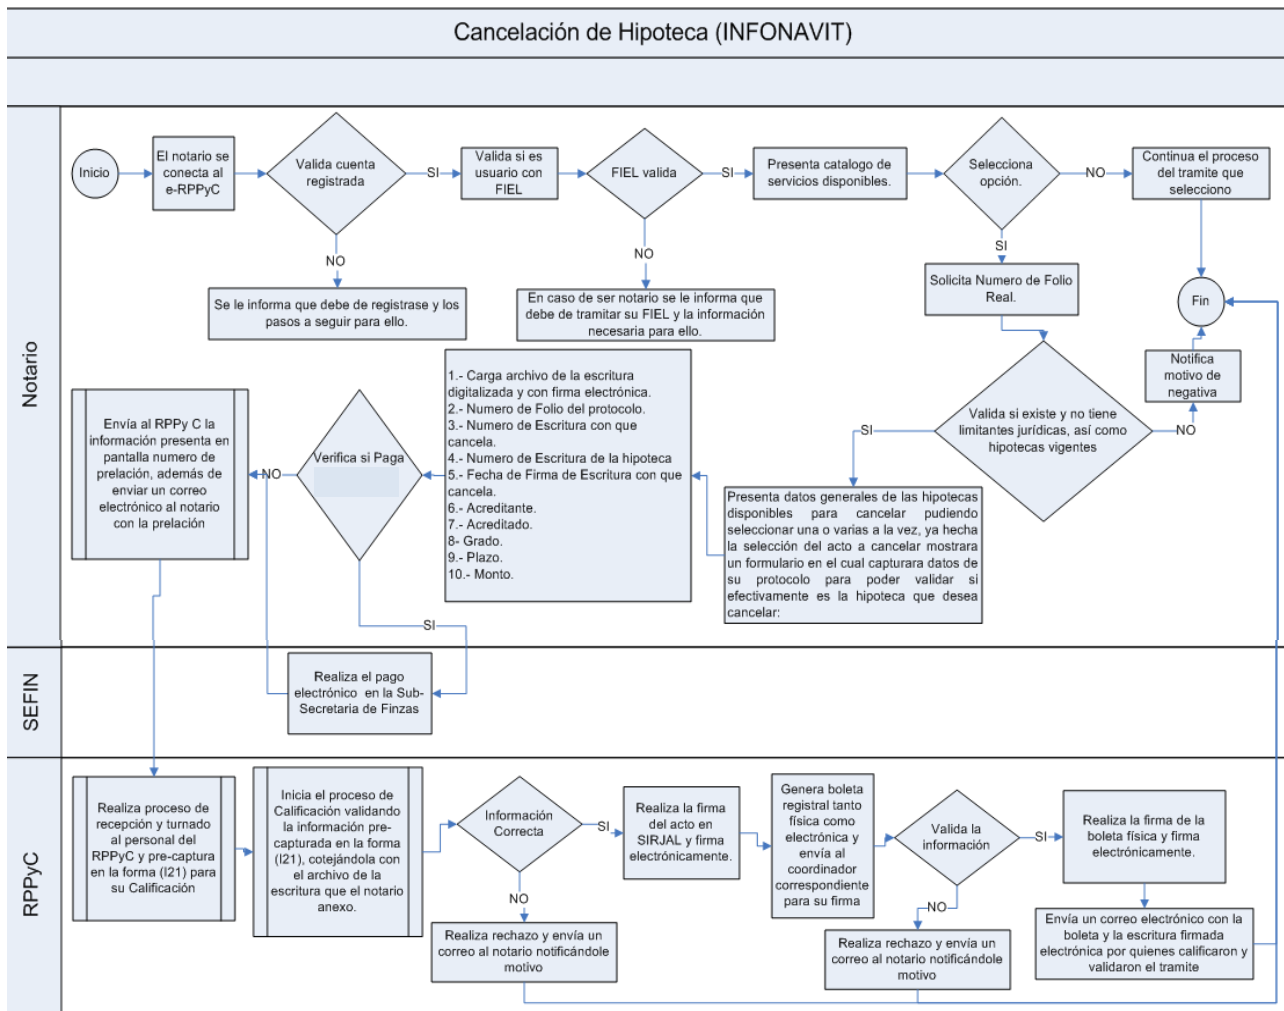 Cancelación de Hipoteca (INFONAVIT)
Notario
Inicio
El notario se
conecta al
e-RPPyC
Valida cuenta
registrada
SI
Valida si es
usuario con
FIEL
FIEL valida
SI
Presenta catalogo de
servicios disponibles.
Selecciona
opción.
NO
Continua el proceso
del tramite que
selecciono
NO
Se le informa que debe de registrase y los
pasos a seguir para ello.
NO
En caso de ser notario se le informa que
debe de tramitar su FIEL y la información
necesaria para ello.
SI
Solicita Numero de Folio
Real.
Fin
Notifica
motivo de
negativa
Valida si existe y no tiene
limitantes jurídicas, así como
hipotecas vigentes
NO
SI
Presenta datos generales de las hipotecas
disponibles para cancelar pudiendo
seleccionar una o varias a la vez, ya hecha
la selección del acto a cancelar mostrara
un formulario en el cual capturara datos de
su protocolo para poder validar si
efectivamente es la hipoteca que desea
cancelar:
1.- Carga archivo de la escritura
digitalizada y con firma electrónica.
2.- Numero de Folio del protocolo.
3.- Numero de Escritura con que
cancela.
4.- Numero de Escritura de la hipoteca
5.- Fecha de Firma de Escritura con que
cancela.
6.- Acreditante.
7.- Acreditado.
8- Grado.
9.- Plazo.
10.- Monto.
Verifica si Paga
NO
SI
Envía al RPPy C la
información presenta en
pantalla numero de
prelación, además de
enviar un correo
electrónico al notario
con la prelación
SEFIN
Realiza el pago
electrónico en la Sub-
Secretaria de Finzas
RPPyC
Realiza proceso de
recepción y turnado
al personal del
RPPyC y pre-captura
en la forma (I21) para
su Calificación
Inicia el proceso de
Calificación validando
la información pre-
capturada en la forma
(I21), cotejándola con
el archivo de la
escritura que el notario
anexo.
Información
Correcta
SI
Realiza la firma
del acto en
SIRJAL y firma
electrónicamente.
Genera boleta
registral tanto
física como
electrónica y
envía al
coordinador
correspondiente
para su firma
Valida la
información
SI
Realiza la firma de la
boleta física y firma
electrónicamente.
NO
Realiza rechazo y envía un
correo al notario notificándole
motivo
NO
Realiza rechazo y envía un
correo al notario notificándole
motivo
Envía un correo electrónico con la
boleta y la escritura firmada
electrónica por quienes calificaron y
validaron el tramite